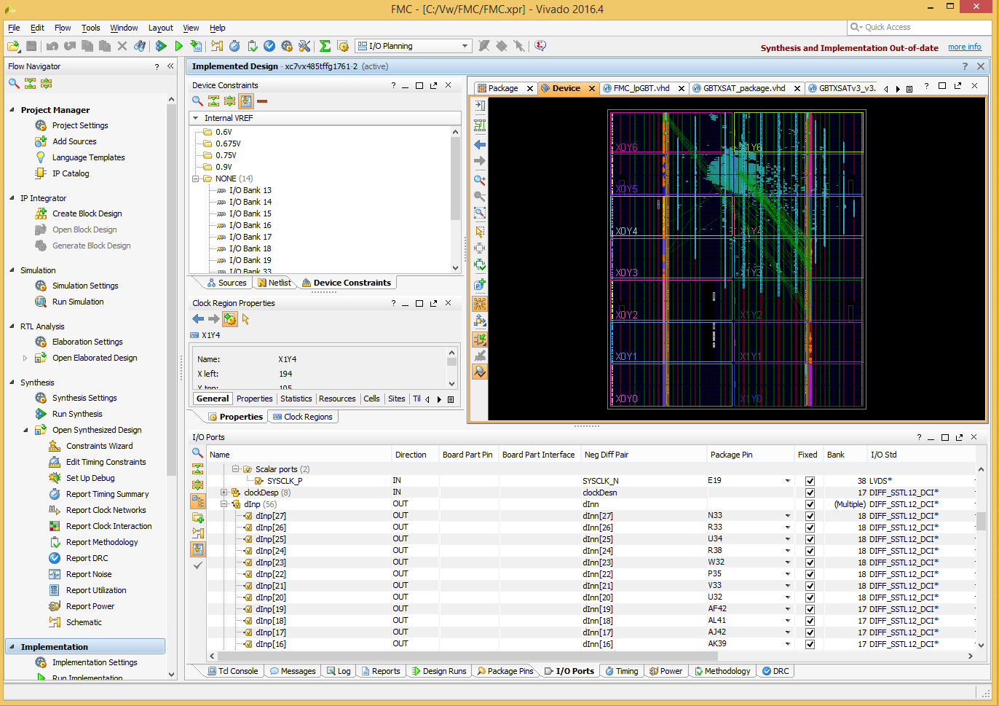 FMC - [C:/Vw/FMC/FMC.xpr] - Vivado 2016.4
File Edit Flow Tools Window Layout View Help
Quick Access
I/O Planning
Synthesis and Implementation Out-of-date more info
Flow Navigator
Project Manager
Project Settings
Add Sources
Language Templates
IP Catalog
IP Integrator
Create Block Design
Open Block Design
Generate Block Design
Simulation
Simulation Settings
Run Simulation
RTL Analysis
Elaboration Settings
Open Elaborated Design
Synthesis
Synthesis Settings
Run Synthesis
Open Synthesized Design
Constraints Wizard
Edit Timing Constraints
Set Up Debug
Report Timing Summary
Report Clock Networks
Report Clock Interaction
Report Methodology
Report DRC
Report Noise
Report Utilization
Report Power
Schematic
Implementation
Implementation Settings
Run Implementation
Implemented Design - xc7vx485tffg1761-2 (active)
Device Constraints
Internal VREF
0.6V
0.675V
0.75V
0.9V
NONE (14)
I/O Bank 13
I/O Bank 14
I/O Bank 15
I/O Bank 16
I/O Bank 17
I/O Bank 18
I/O Bank 19
I/O Bank 33
Sources Netlist Device Constraints
Clock Region Properties
X1Y4
Name: X1Y4
X left: 194
Y top: 105
General Properties Statistics Resources Cells Sites Til
Properties Clock Regions
Package Device FMC_lpGBT.vhd GBTXSAT_package.vhd GBTXSATv3_v3.
X0Y6 X1Y6
X0Y5
X0Y4 X1Y4
X0Y3 X1Y3
X0Y2 X1Y2
X0Y1 X1Y1
X0Y0 X1Y0
I/O Ports
Name Direction Board Part Pin Board Part Interface Neg Diff Pair Package Pin Fixed Bank I/O Std
Scalar ports (2)
SYSCLK_P IN SYSCLK_N E19 38 LVDS*
clockDesp (8) IN clockDesn 17 DIFF_SSTL12_DCI*
dInp (56) OUT dInn (Multiple) DIFF_SSTL12_DCI*
dInp[27] OUT dInn[27] N33 18 DIFF_SSTL12_DCI*
dInp[26] OUT dInn[26] R33 18 DIFF_SSTL12_DCI*
dInp[25] OUT dInn[25] U34 18 DIFF_SSTL12_DCI*
dInp[24] OUT dInn[24] R38 18 DIFF_SSTL12_DCI*
dInp[23] OUT dInn[23] W32 18 DIFF_SSTL12_DCI*
dInp[22] OUT dInn[22] P35 18 DIFF_SSTL12_DCI*
dInp[21] OUT dInn[21] V33 18 DIFF_SSTL12_DCI*
dInp[20] OUT dInn[20] U32 18 DIFF_SSTL12_DCI*
dInp[19] OUT dInn[19] AF42 17 DIFF_SSTL12_DCI*
dInp[18] OUT dInn[18] AL41 17 DIFF_SSTL12_DCI*
dInp[17] OUT dInn[17] AJ42 17 DIFF_SSTL12_DCI*
dInp[16] OUT dInn[16] AK39 17 DIFF_SSTL12_DCI*
Tcl Console Messages Log Reports Design Runs Package Pins I/O Ports Timing Power Methodology DRC